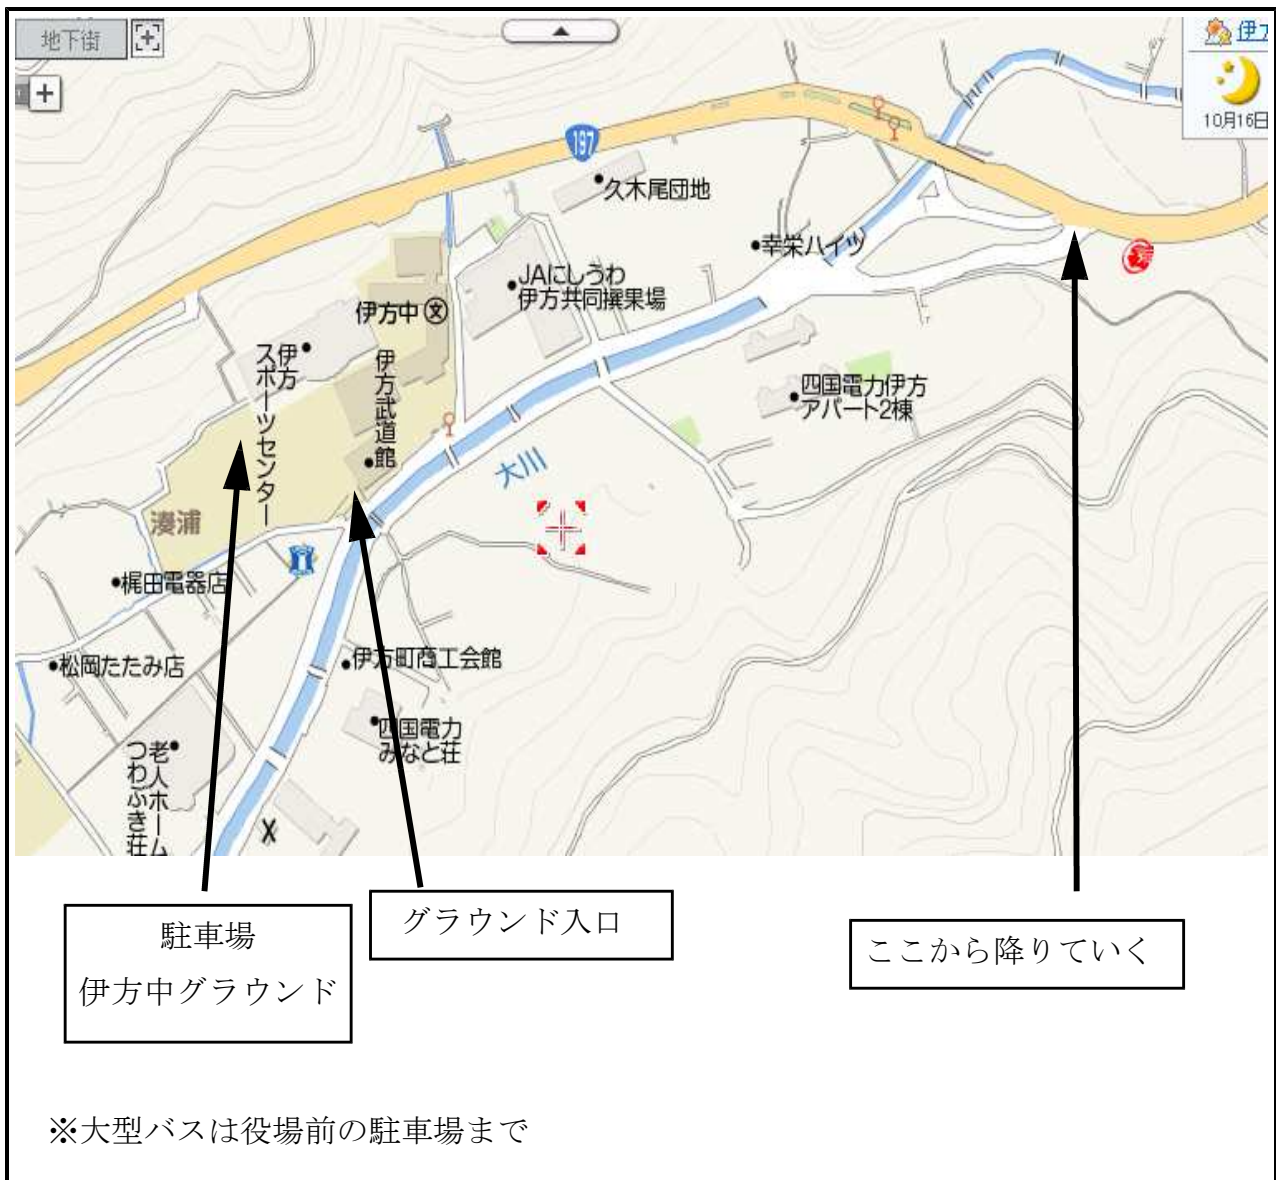 地下街
伊方
10月16日
197
久木尾団地
幸栄ハイツ
JAにしうわ
伊方共同撰果場
伊方中
文
伊方
スポーツセンター
伊方武道館
四国電力伊方
アパート2棟
大川
湊浦
梶田電器店
松岡たたみ店
伊方町商工会館
四国電力
みなと荘
老人ホーム
つわぶき荘
駐車場
伊方中グラウンド
グラウンド入口
ここから降りていく
※大型バスは役場前の駐車場まで